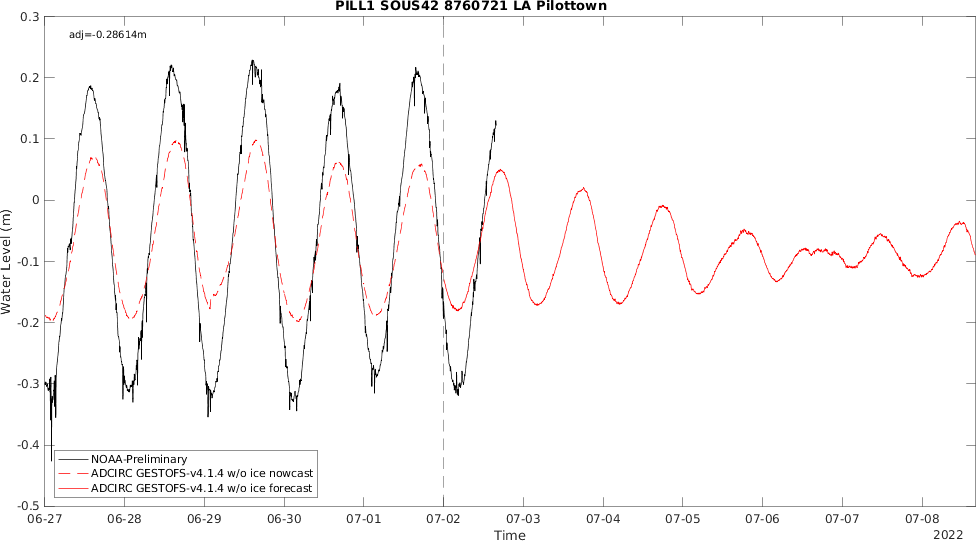 PILL1 SOUS42 8760721 LA Pilottown
adj=-0.28614m
0.3
0.2
0.1
0
-0.1
-0.2
-0.3
-0.4
-0.5
Water Level (m)
NOAA-Preliminary
ADCIRC GESTOFS-v4.1.4 w/o ice nowcast
ADCIRC GESTOFS-v4.1.4 w/o ice forecast
06-27 06-28 06-29 06-30 07-01 07-02 07-03 07-04 07-05 07-06 07-07 07-08
Time
2022